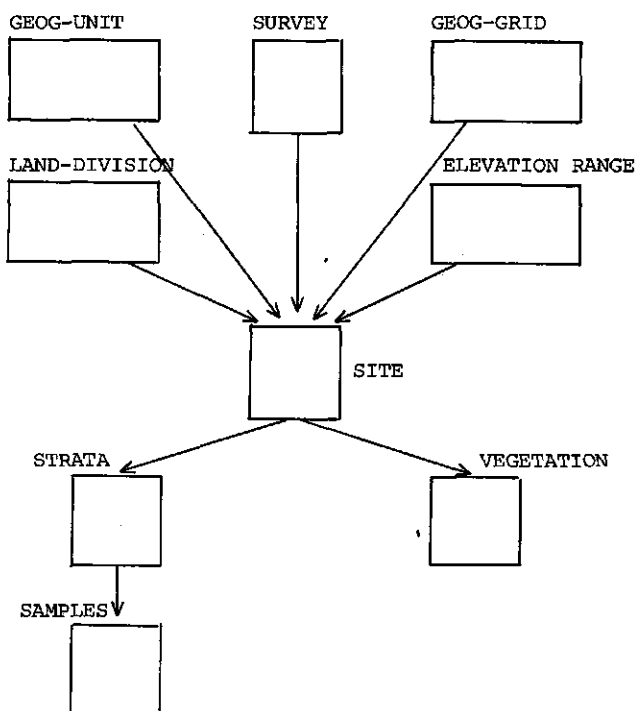 GEOG-UNIT
SURVEY
GEOG-GRID
LAND-DIVISION
ELEVATION RANGE
SITE
STRATA
VEGETATION
SAMPLES